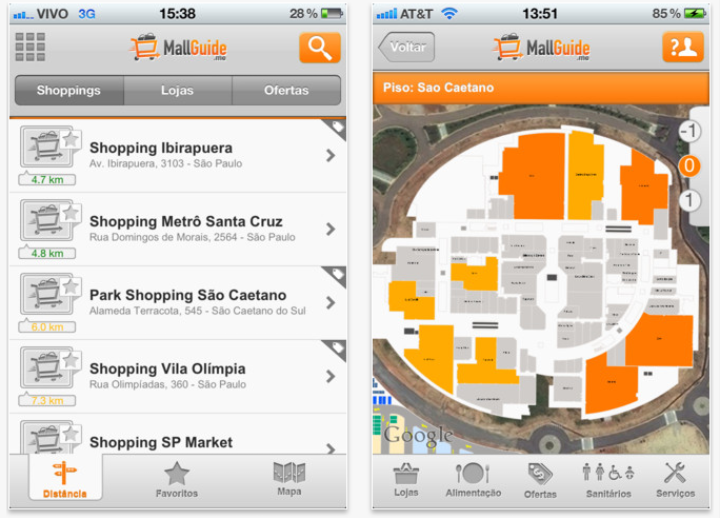 VIVO 3G 15:38 28%
MallGuide
.me
Shoppings Lojas Ofertas
Shopping Ibirapuera
Av. Ibirapuera, 3103 - São Paulo
4.7 km
Shopping Metrô Santa Cruz
Rua Domingos de Morais, 2564 - São Paulo
4.8 km
Park Shopping São Caetano
Alameda Terracota, 545 - São Caetano do Sul
6.0 km
Shopping Vila Olímpia
Rua Olimpíadas, 360 - São Paulo
7.3 km
Shopping SP Market
Distância Favoritos Mapa
AT&T 13:51 85%
Voltar
MallGuide
.me
?
Piso: Sao Caetano
-1
0
1
Google
Lojas Alimentação Ofertas Sanitários Serviços